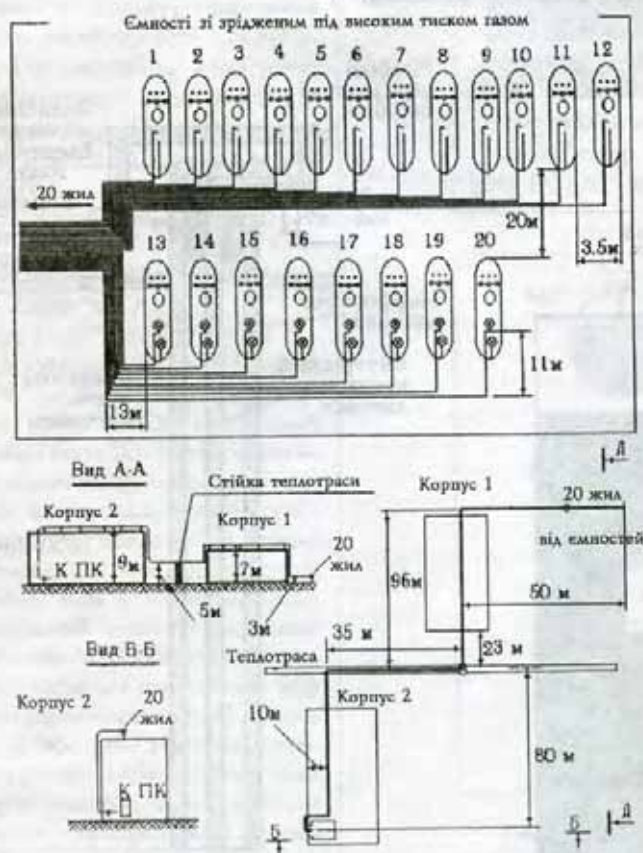 Ємності зі зрідженим під високим тиском газом
1 2 3 4 5 6 7 8 9 10 11 12
20 жил
13 14 15 16 17 18 19 20
20м
3.5м
11м
13м
Вид А-А
Стійка теплотраси
Корпус 2
Корпус 1
К ПК
9м
7м
20
жил
5м
3м
Корпус 1
20 жил
від емностей
96м
50 м
35 м
23 м
Теплотраса
Корпус 2
10м
80 м
Вид Б-Б
Корпус 2
20
жил
К ПК
Б
Б